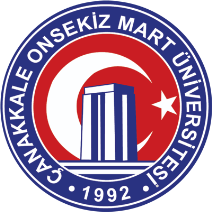 ÇANAKKALE ONSEKİZ MART ÜNİVERSİTESİ
• 1992 •